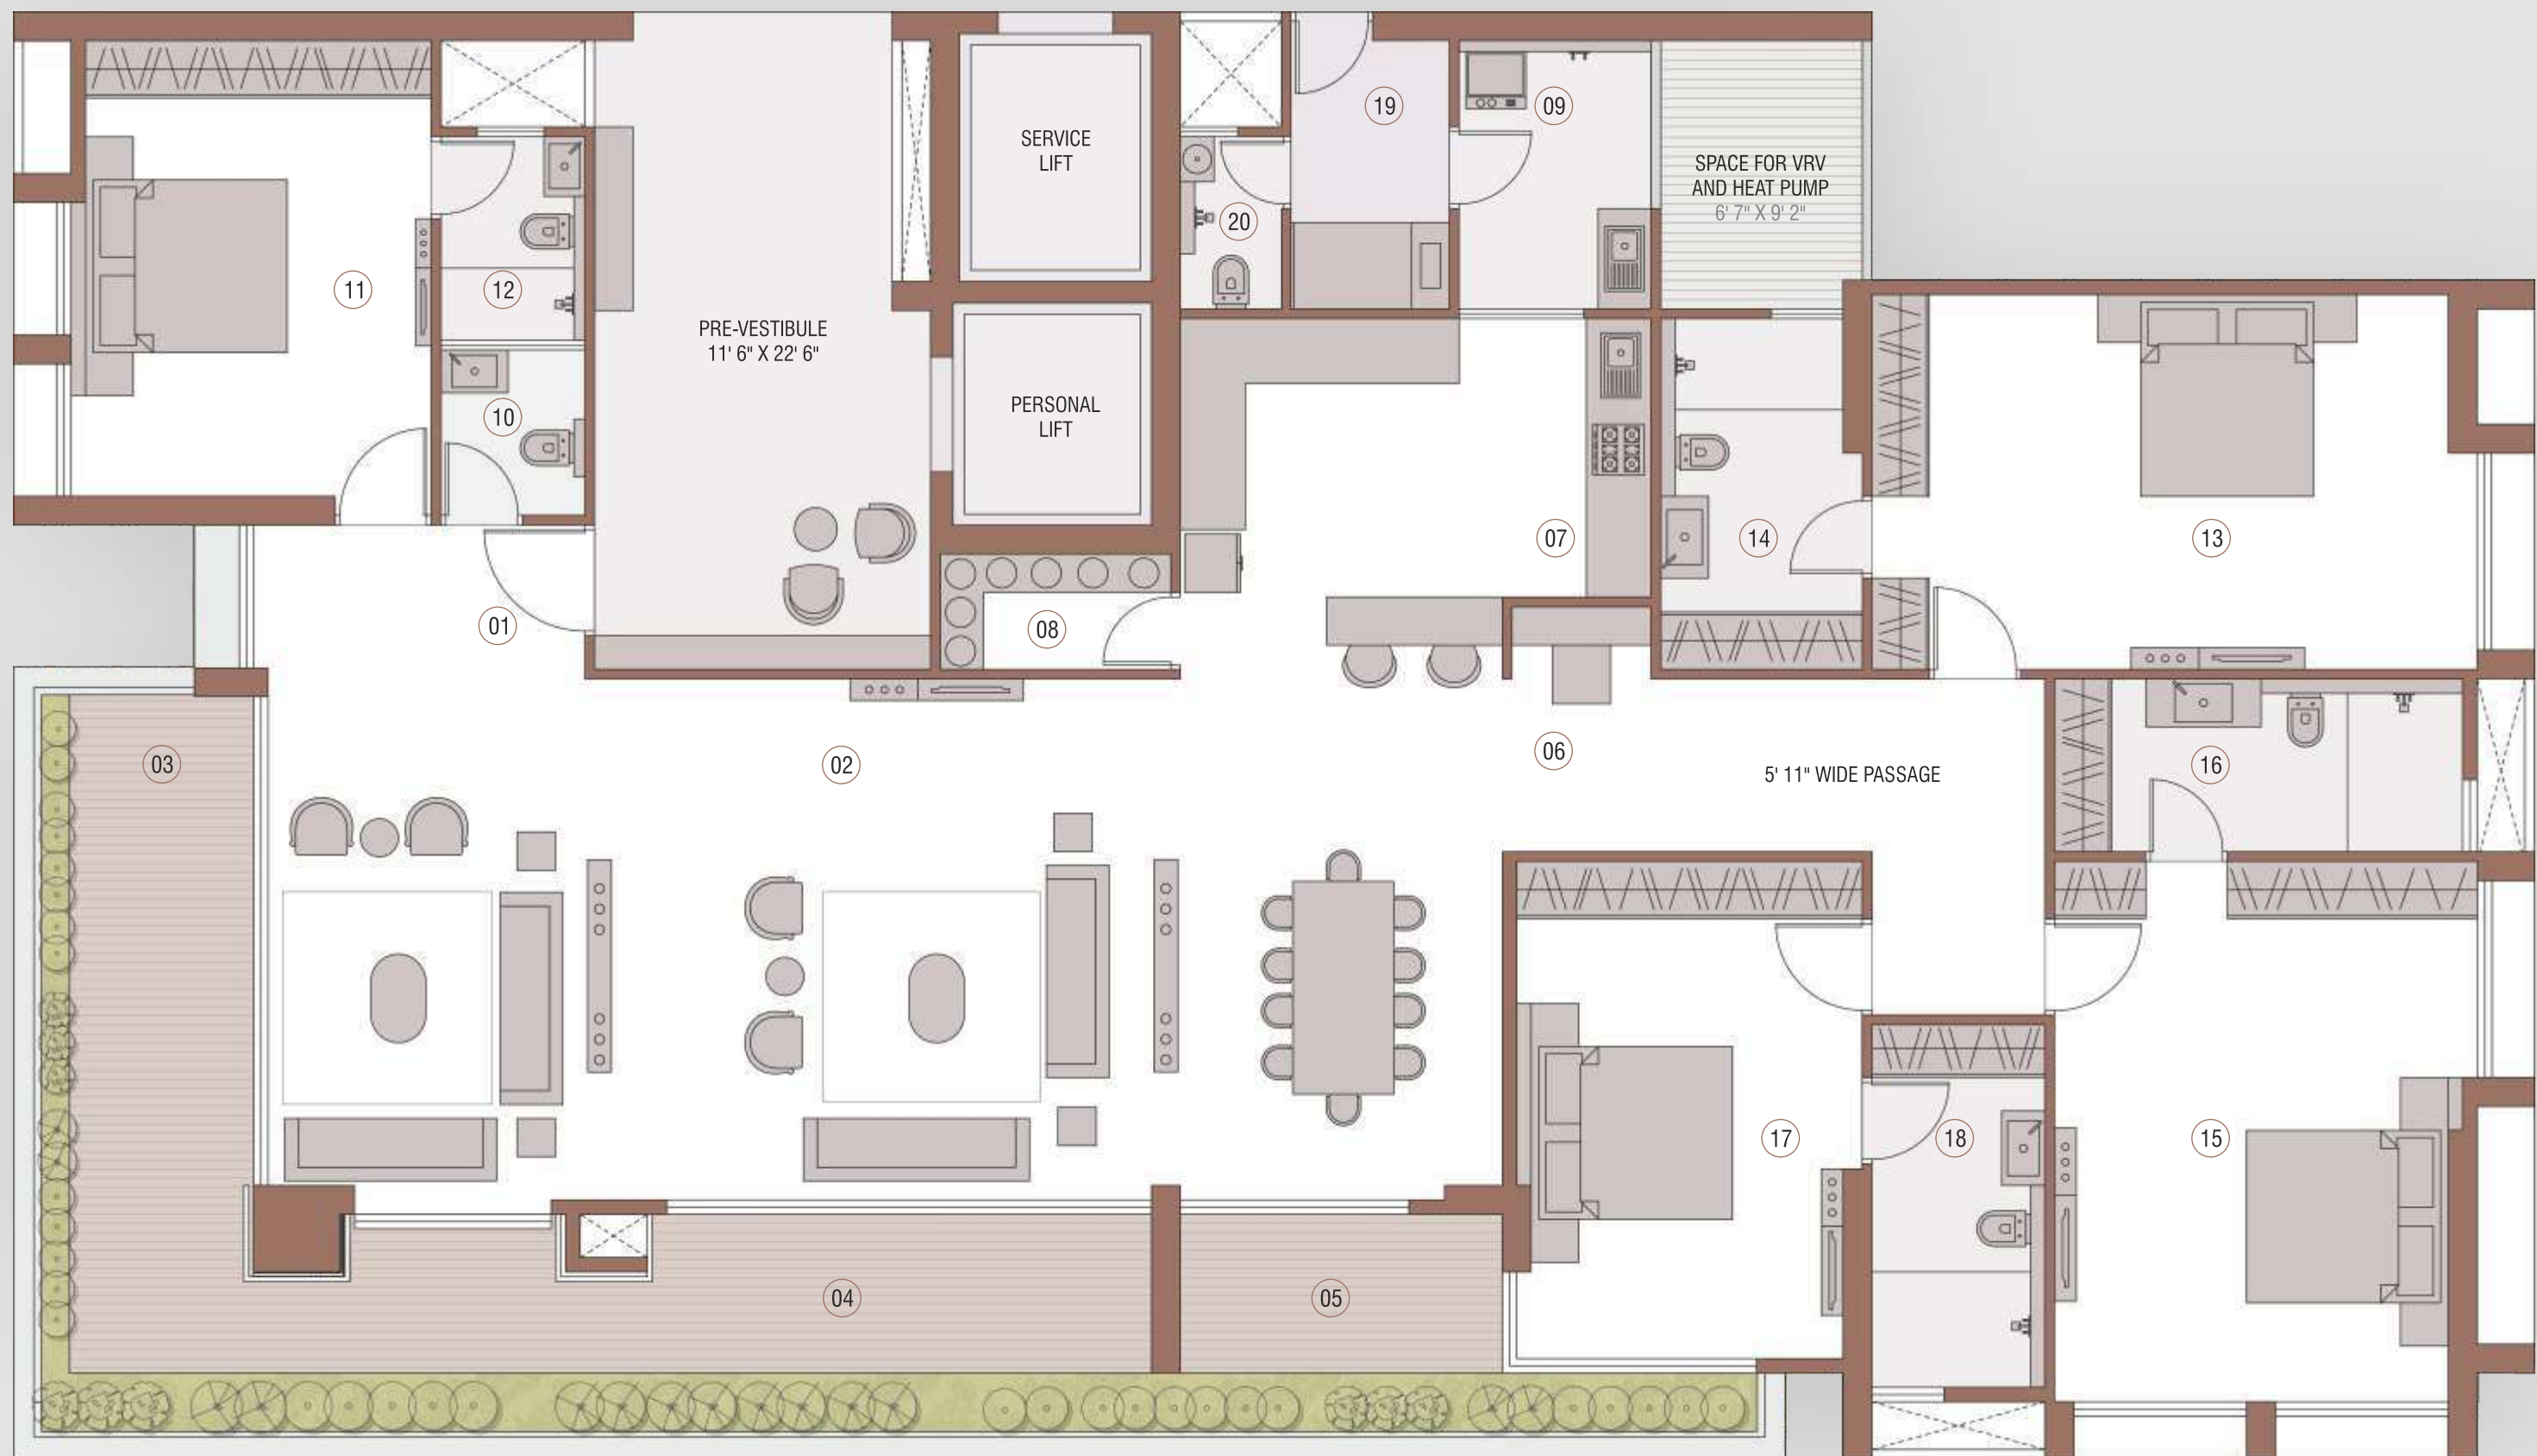 19
09
SERVICE
LIFT
SPACE FOR VRV
AND HEAT PUMP
6' 7" X 9' 2"
20
11
12
PRE-VESTIBULE
11' 6" X 22' 6"
PERSONAL
LIFT
10
07
14
13
01
08
03
02
06
5' 11" WIDE PASSAGE
16
17
18
15
04
05